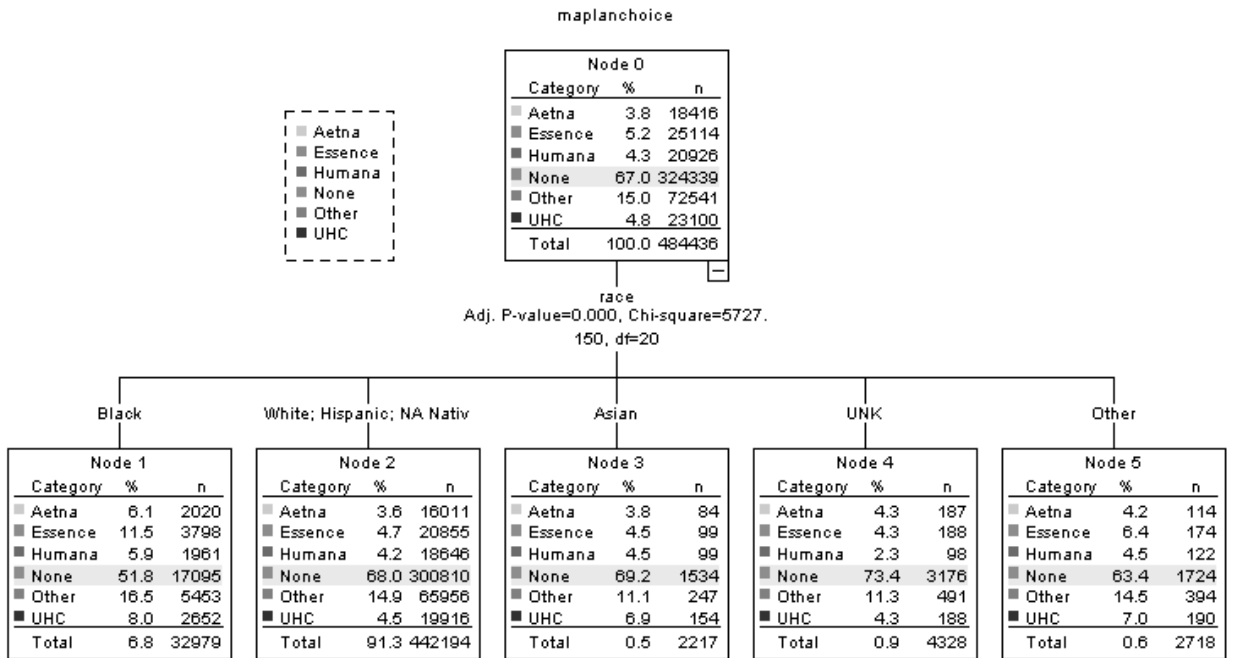 maplanchoice
Node 0
Category % n
Aetna 3.8 18416
Essence 5.2 25114
Humana 4.3 20926
None 67.0 324339
Other 15.0 72541
UHC 4.8 23100
Total 100.0 484436
Aetna
Essence
Humana
None
Other
UHC
race
Adj. P-value=0.000, Chi-square=5727.
150, df=20
Black
Node 1
Category % n
Aetna 6.1 2020
Essence 11.5 3798
Humana 5.9 1961
None 51.8 17095
Other 16.5 5453
UHC 8.0 2652
Total 6.8 32979
White; Hispanic; NA Nativ
Node 2
Category % n
Aetna 3.6 16011
Essence 4.7 20855
Humana 4.2 18646
None 68.0 300810
Other 14.9 65956
UHC 4.5 19916
Total 91.3 442194
Asian
Node 3
Category % n
Aetna 3.8 84
Essence 4.5 99
Humana 4.5 99
None 69.2 1534
Other 11.1 247
UHC 6.9 154
Total 0.5 2217
UNK
Node 4
Category % n
Aetna 4.3 187
Essence 4.3 188
Humana 2.3 98
None 73.4 3176
Other 11.3 491
UHC 4.3 188
Total 0.9 4328
Other
Node 5
Category % n
Aetna 4.2 114
Essence 6.4 174
Humana 4.5 122
None 63.4 1724
Other 14.5 394
UHC 7.0 190
Total 0.6 2718